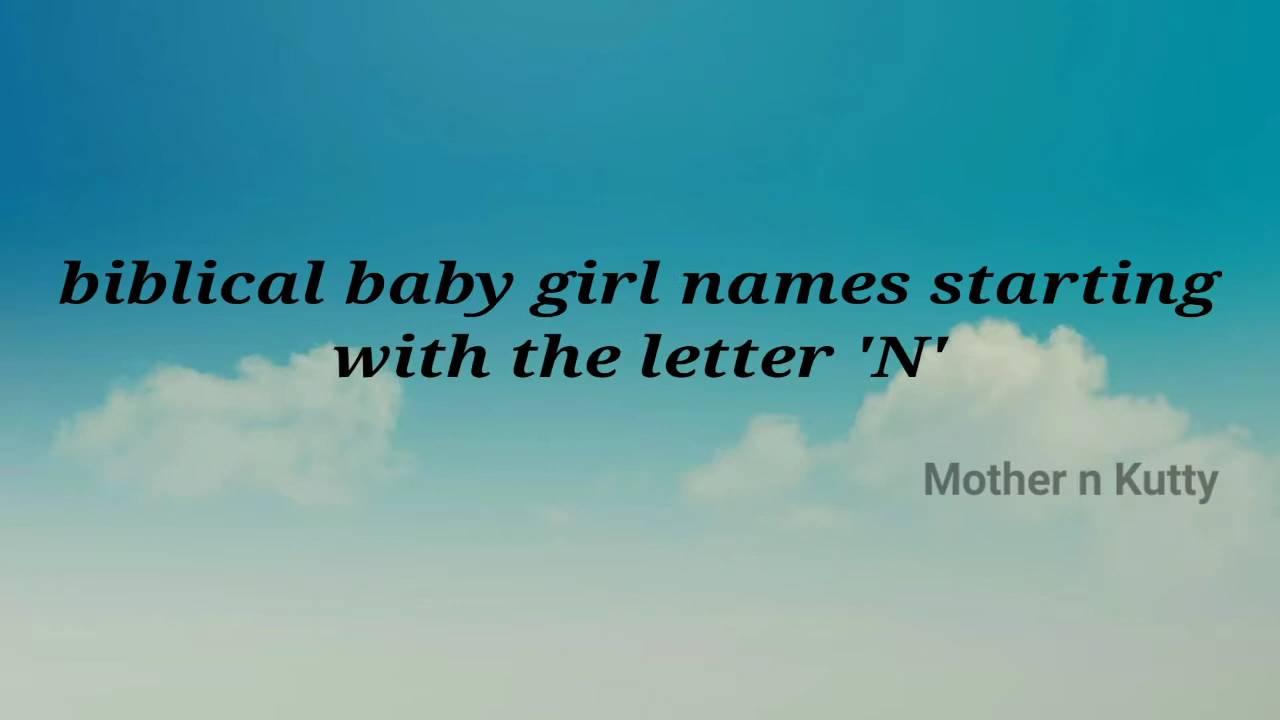 biblical baby girl names starting
with the letter 'N'
Mother n Kutty